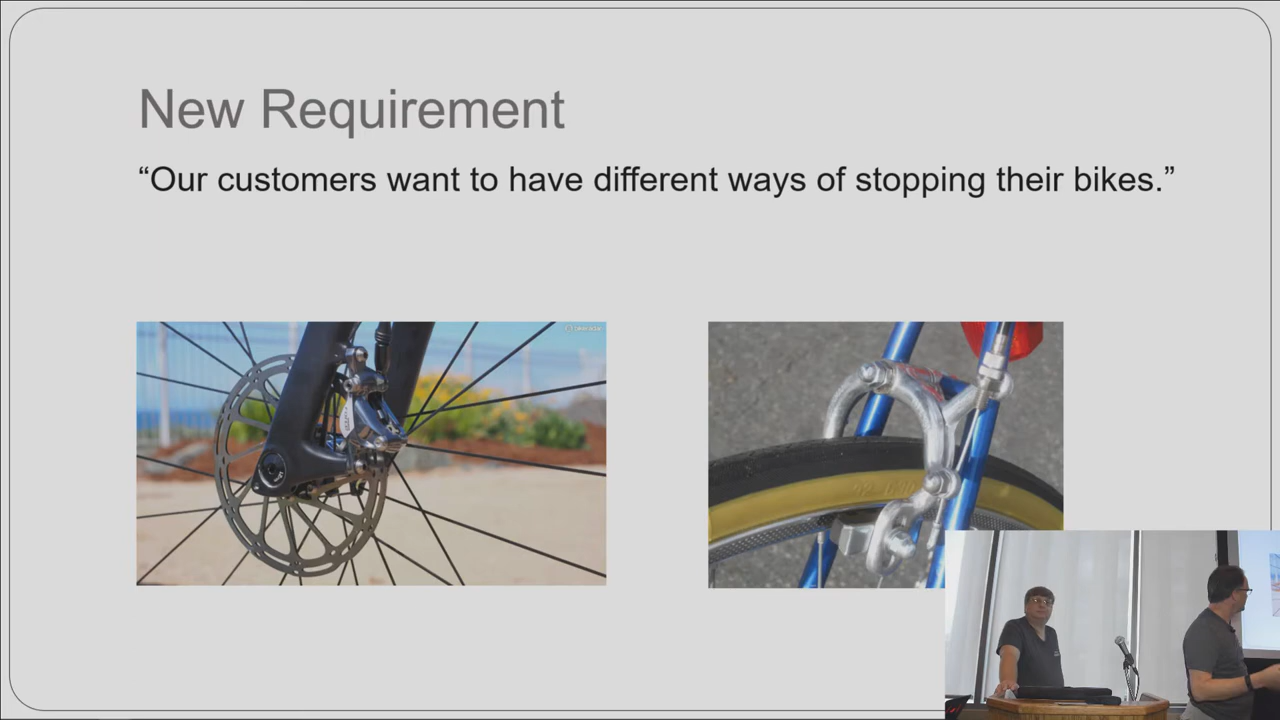 New Requirement
“Our customers want to have different ways of stopping their bikes.”